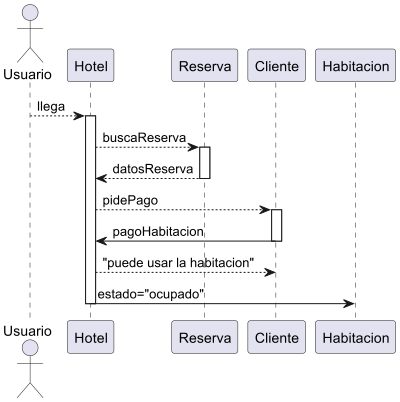 Usuario
Hotel
Reserva
Cliente
Habitacion
llega
buscaReserva
datosReserva
pidePago
pagoHabitacion
"puede usar la habitacion"
estado="ocupado"
Usuario
Hotel
Reserva
Cliente
Habitacion